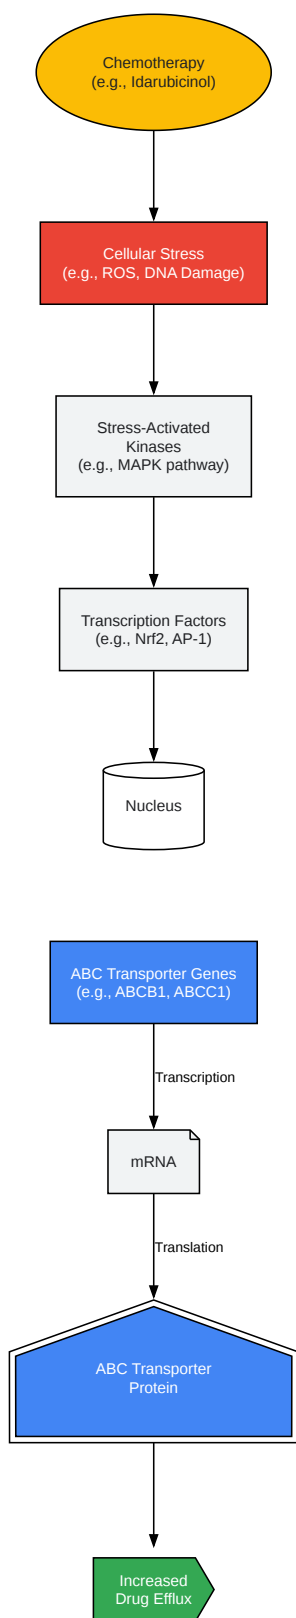 Chemotherapy
(e.g., Idarubicinol)
Cellular Stress
(e.g., ROS, DNA Damage)
Stress-Activated
Kinases
(e.g., MAPK pathway)
Transcription Factors
(e.g., Nrf2, AP-1)
Nucleus
ABC Transporter Genes
(e.g., ABCB1, ABCC1)
Transcription
mRNA
Translation
ABC Transporter
Protein
Increased
Drug Efflux